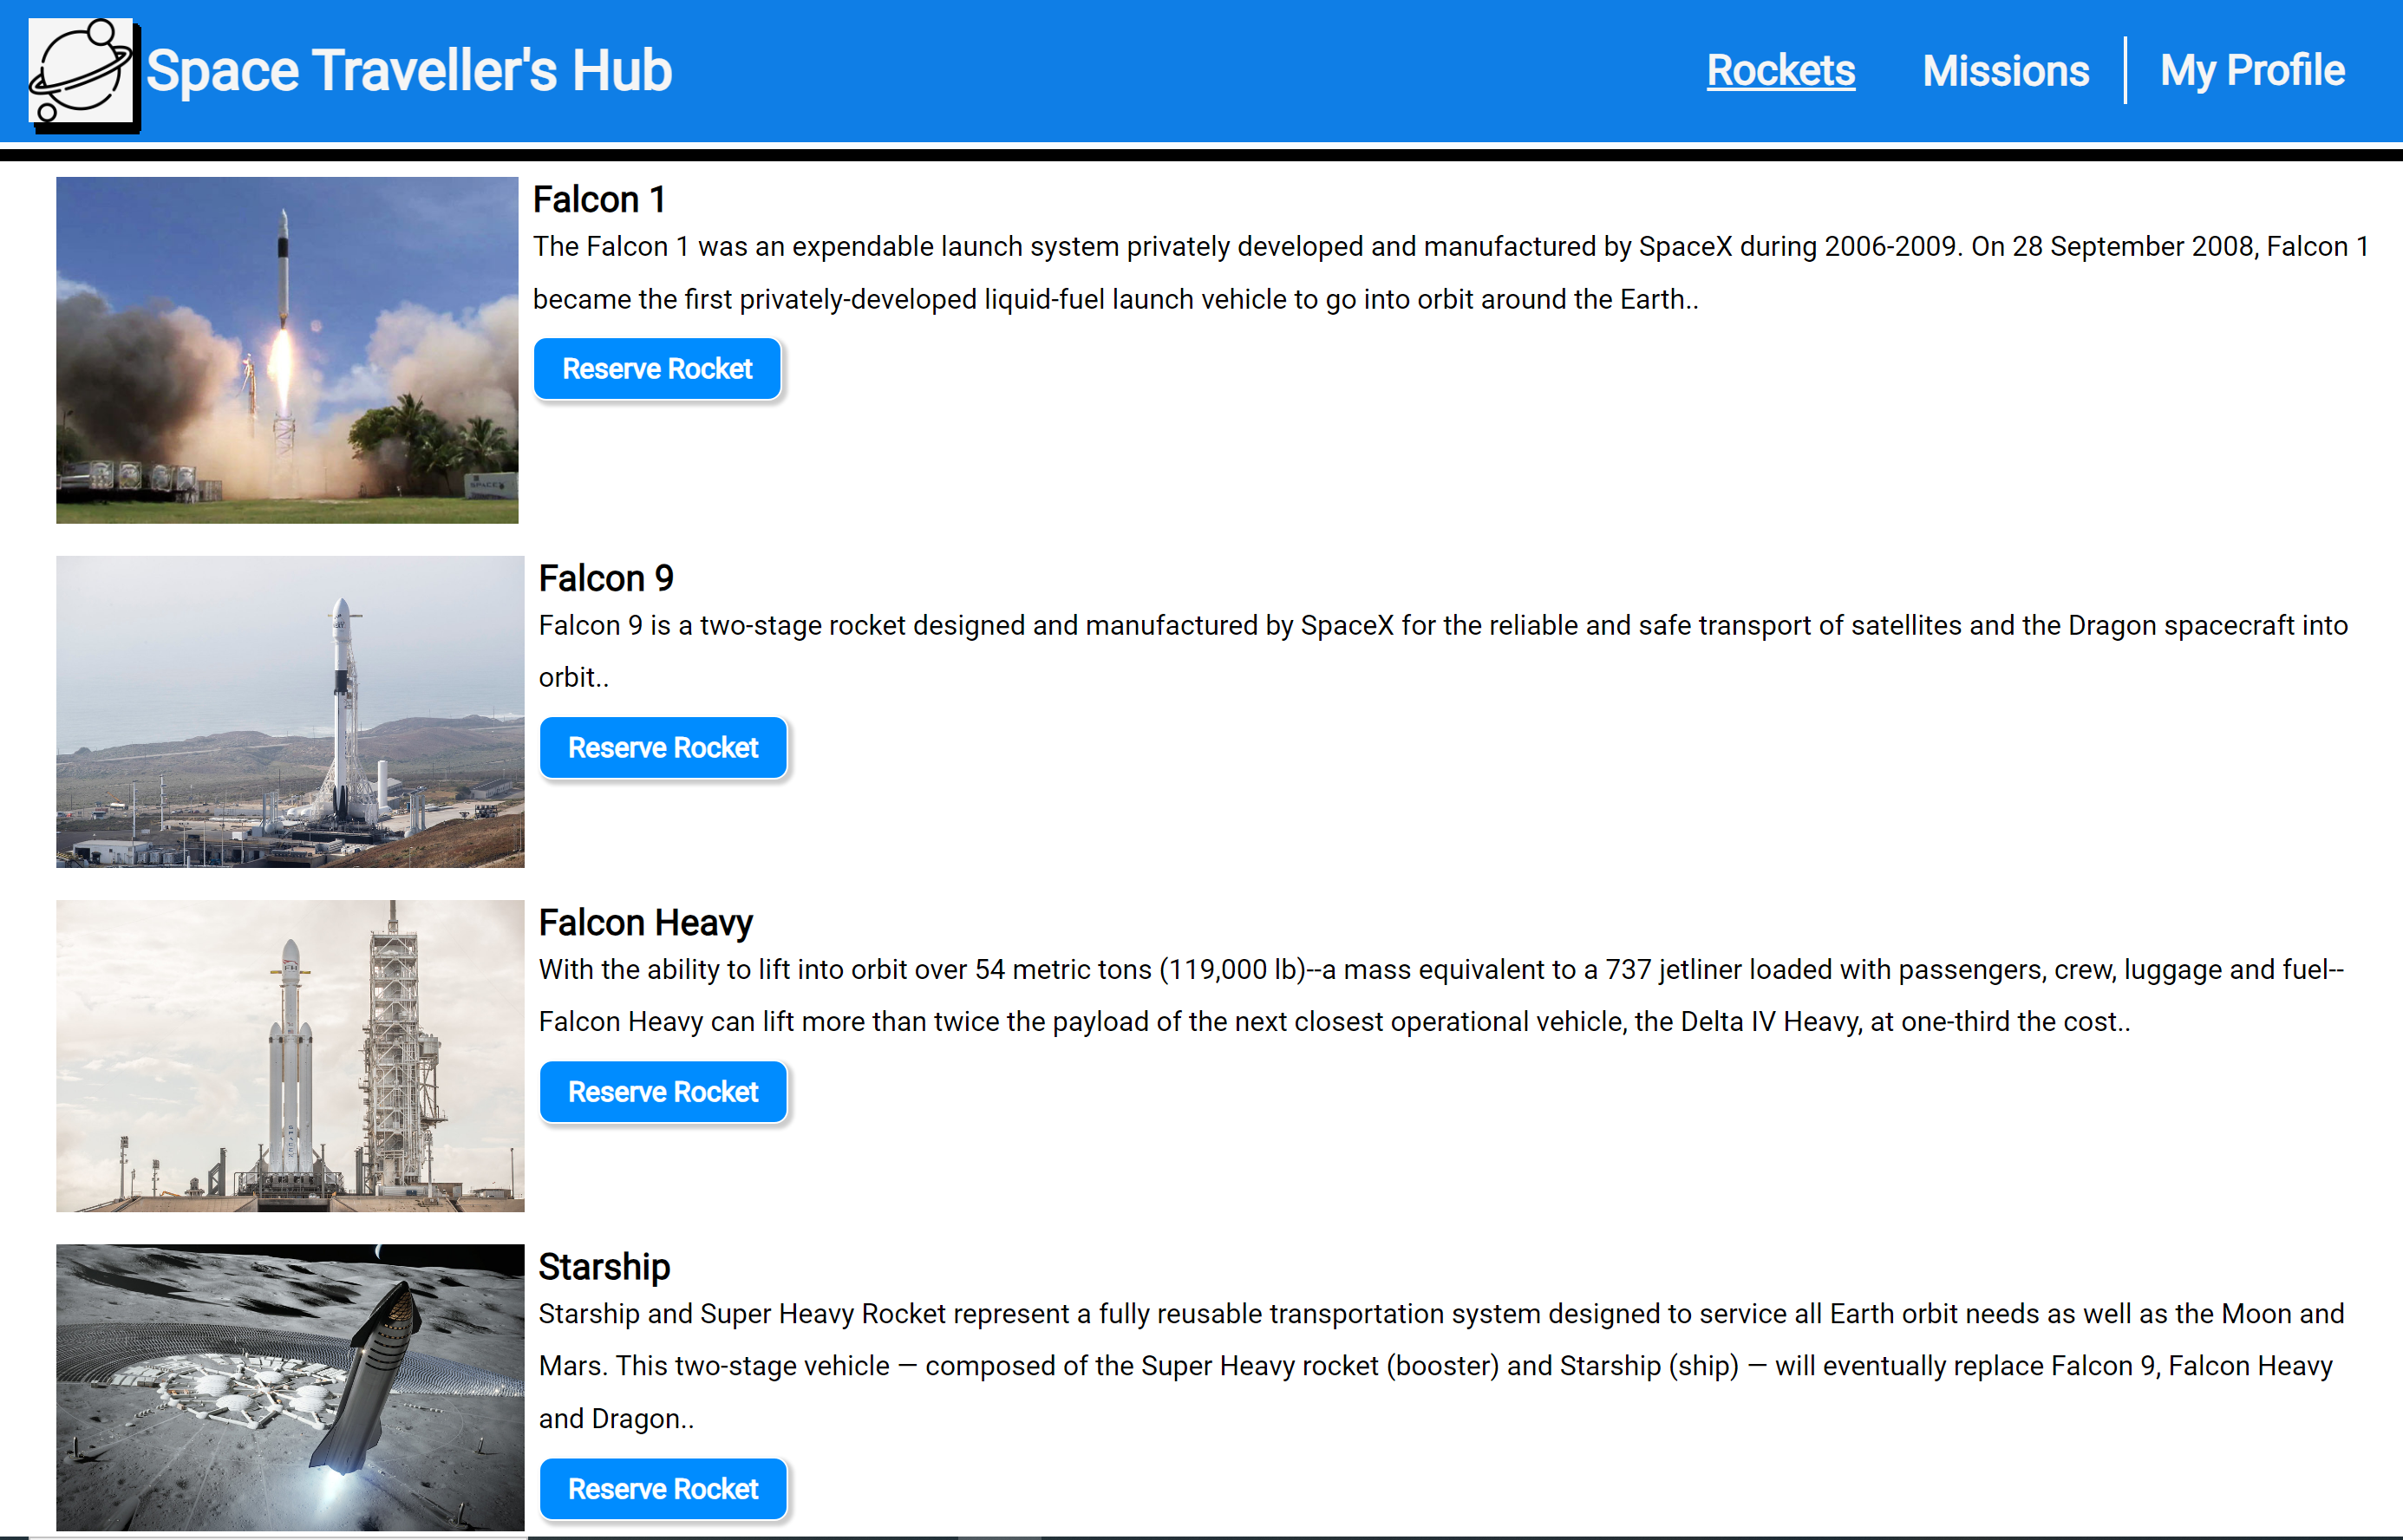 Space Traveller's Hub
Rockets
Missions
My Profile
Falcon 1
The Falcon 1 was an expendable launch system privately developed and manufactured by SpaceX during 2006-2009. On 28 September 2008, Falcon 1
became the first privately-developed liquid-fuel launch vehicle to go into orbit around the Earth..
Reserve Rocket
Falcon 9
Falcon 9 is a two-stage rocket designed and manufactured by SpaceX for the reliable and safe transport of satellites and the Dragon spacecraft into
orbit..
Reserve Rocket
Falcon Heavy
With the ability to lift into orbit over 54 metric tons (119,000 lb)--a mass equivalent to a 737 jetliner loaded with passengers, crew, luggage and fuel--
Falcon Heavy can lift more than twice the payload of the next closest operational vehicle, the Delta IV Heavy, at one-third the cost..
Reserve Rocket
Starship
Starship and Super Heavy Rocket represent a fully reusable transportation system designed to service all Earth orbit needs as well as the Moon and
Mars. This two-stage vehicle — composed of the Super Heavy rocket (booster) and Starship (ship) — will eventually replace Falcon 9, Falcon Heavy
and Dragon..
Reserve Rocket